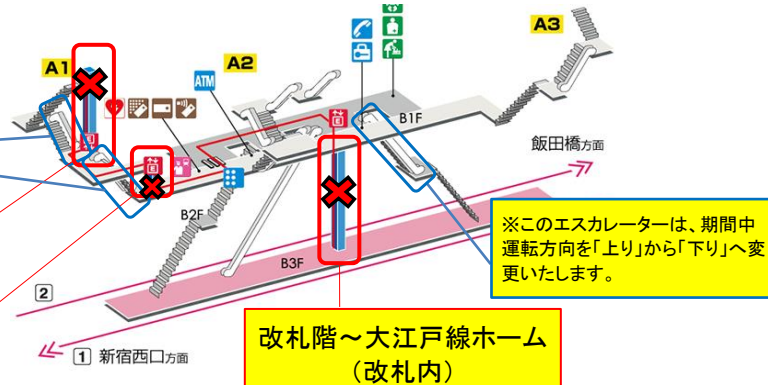 A1
A2
A3
ATM
B1F
飯田橋方面
B2F
※このエスカレーターは、期間中
運転方向を「上り」から「下り」へ変
更いたします。
B3F
2
改札階～大江戸線ホーム
（改札内）
1 新宿西口方面